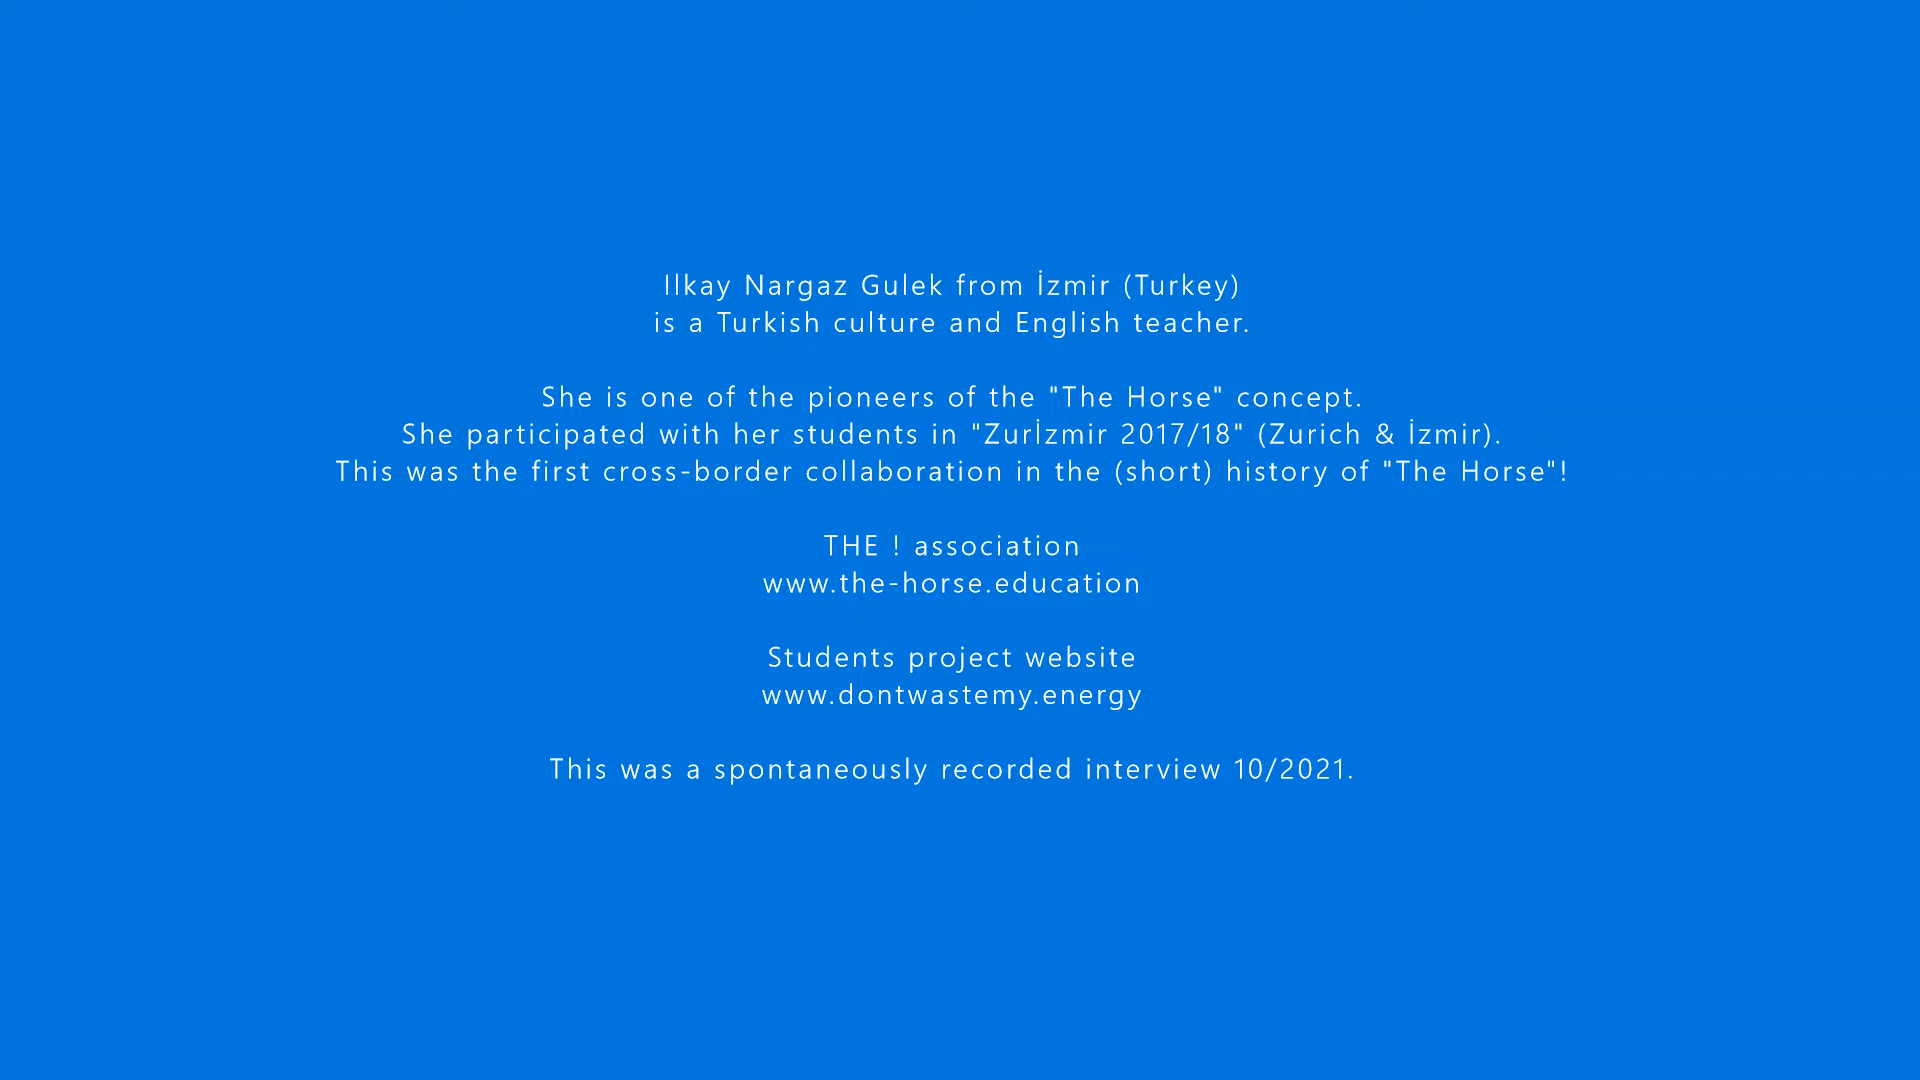 Ilkay Nargaz Gulek from İzmir (Turkey)
is a Turkish culture and English teacher.
She is one of the pioneers of the "The Horse" concept.
She participated with her students in "Zurİzmir 2017/18" (Zurich & İzmir).
This was the first cross-border collaboration in the (short) history of "The Horse"!
THE ! association
www.the-horse.education
Students project website
www.dontwastemy.energy
This was a spontaneously recorded interview 10/2021.